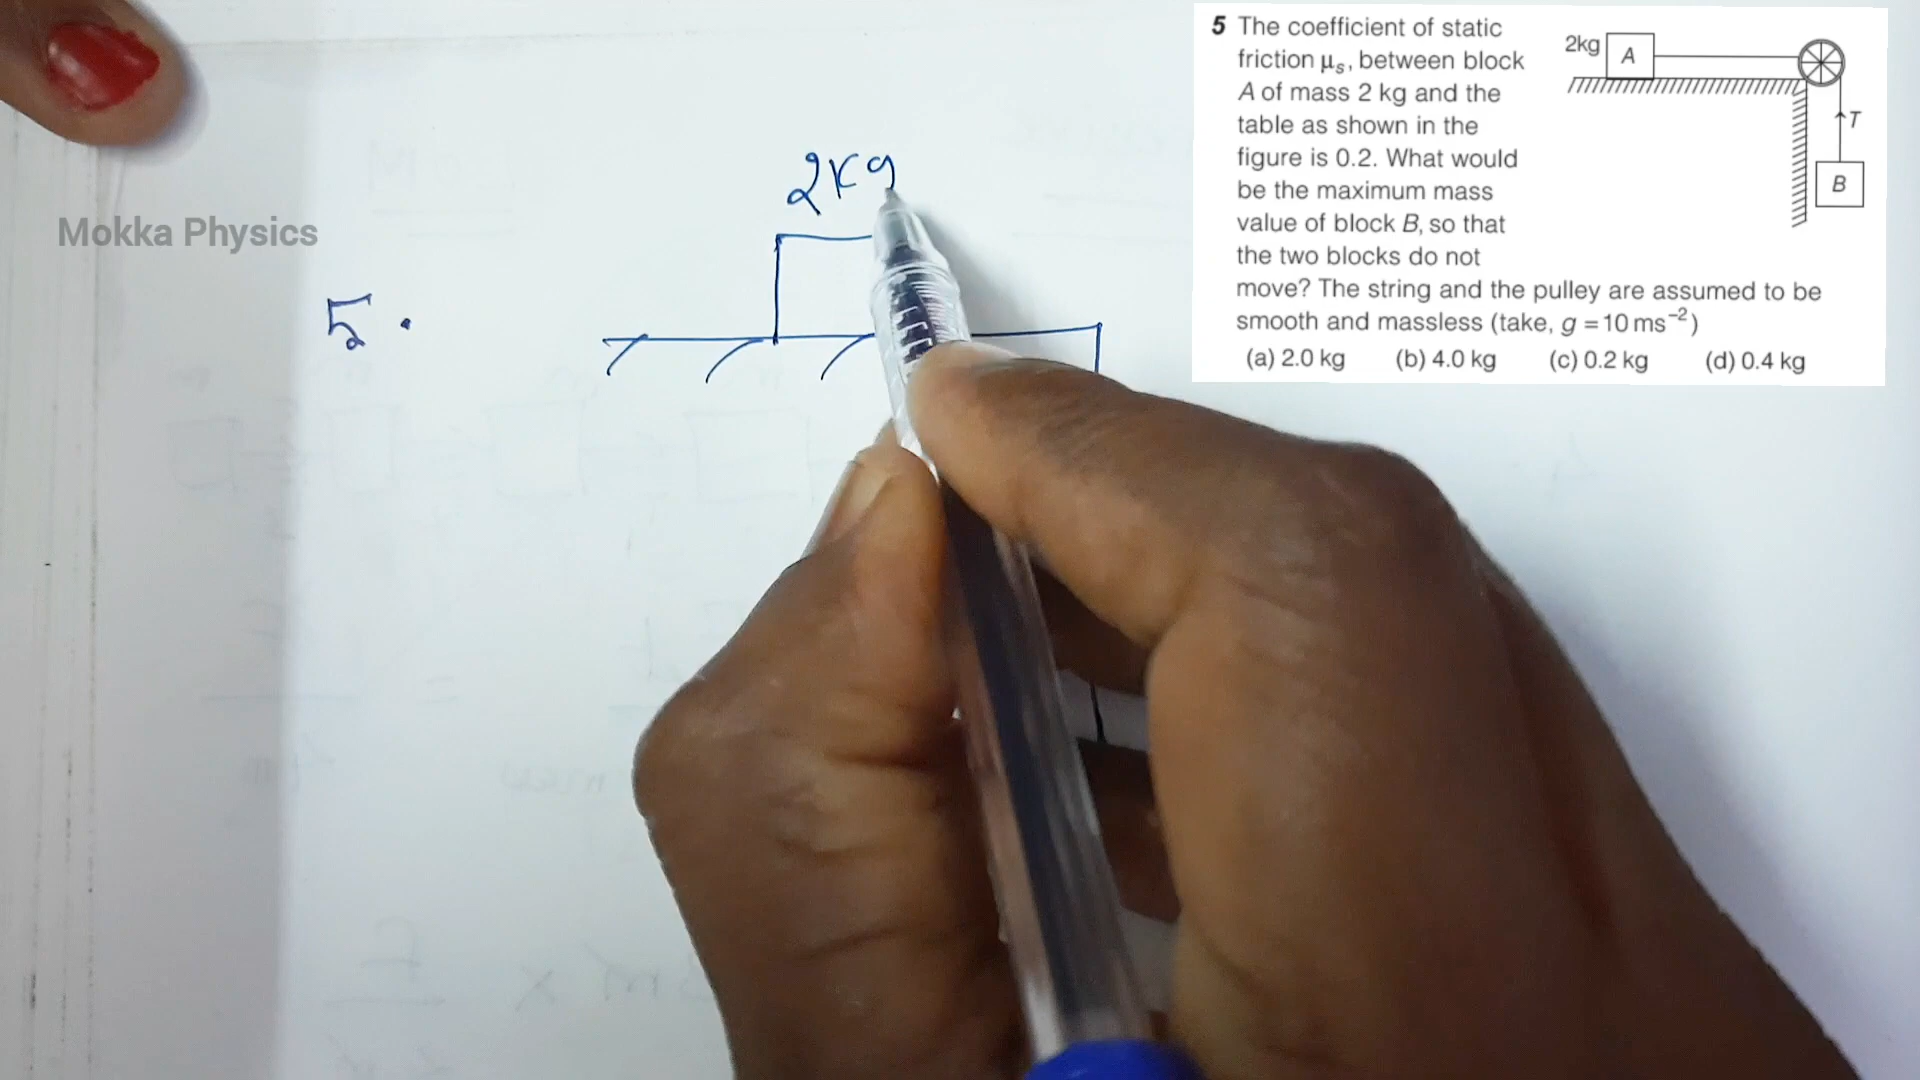 Mokka Physics
5.
2kg
5 The coefficient of static
friction μₛ, between block
A of mass 2 kg and the
table as shown in the
figure is 0.2. What would
be the maximum mass
value of block B, so that
the two blocks do not
move? The string and the pulley are assumed to be
smooth and massless (take, g = 10 ms⁻²)
(a) 2.0 kg (b) 4.0 kg (c) 0.2 kg (d) 0.4 kg
2kg A
T
B